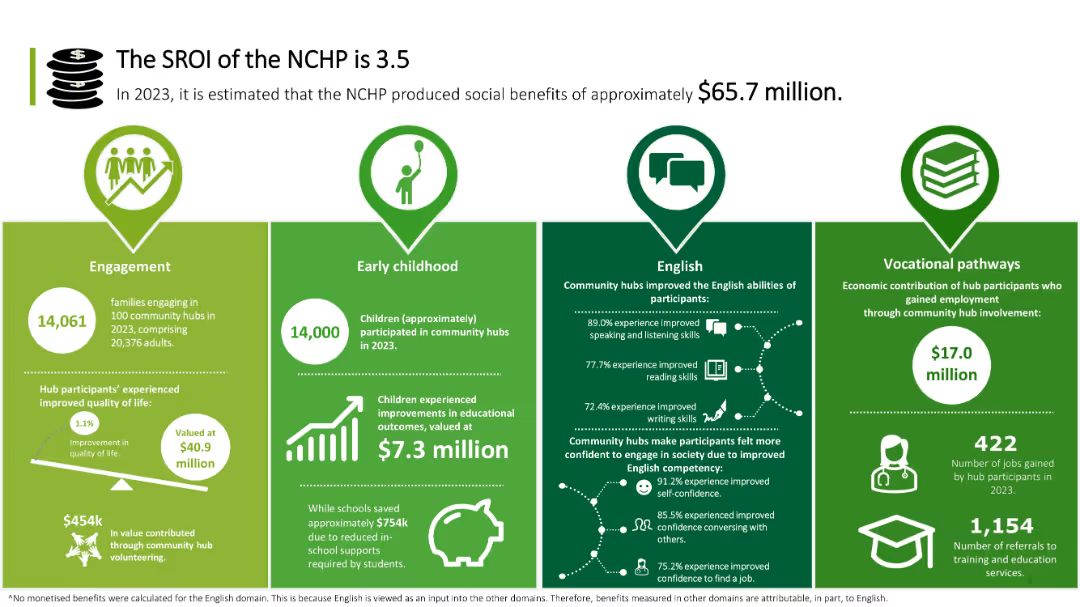 The SROI of the NCHP is 3.5
In 2023, it is estimated that the NCHP produced social benefits of approximately $65.7 million.
Engagement
14,061
families engaging in
100 community hubs in
2023, comprising
20,376 adults.
Hub participants' experienced
improved quality of life:
1.1%
Improvement in
quality of life.
Valued at
$40.9
million
$454k
In value contributed
through community hub
volunteering.
Early childhood
14,000
Children (approximately)
participated in community hubs
in 2023.
Children experienced
improvements in educational
outcomes, valued at
$7.3 million
While schools saved
approximately $754k
due to reduced in-
school supports
required by students.
English
Community hubs improved the English abilities of
participants:
89.0% experience improved
speaking and listening skills
77.7% experience improved
reading skills
72.4% experience improved
writing skills
Community hubs make participants felt more
confident to engage in society due to improved
English competency:
91.2% experience improved
self-confidence.
85.5% experienced improved
confidence conversing with
others.
75.2% experience improved
confidence to find a job.
Vocational pathways
Economic contribution of hub participants who
gained employment
through community hub involvement:
$17.0
million
422
Number of jobs gained
by hub participants in
2023.
1,154
Number of referrals to
training and education
services.
^No monetised benefits were calculated for the English domain. This is because English is viewed as an input into the other domains. Therefore, benefits measured in other domains are attributable, in part, to English.